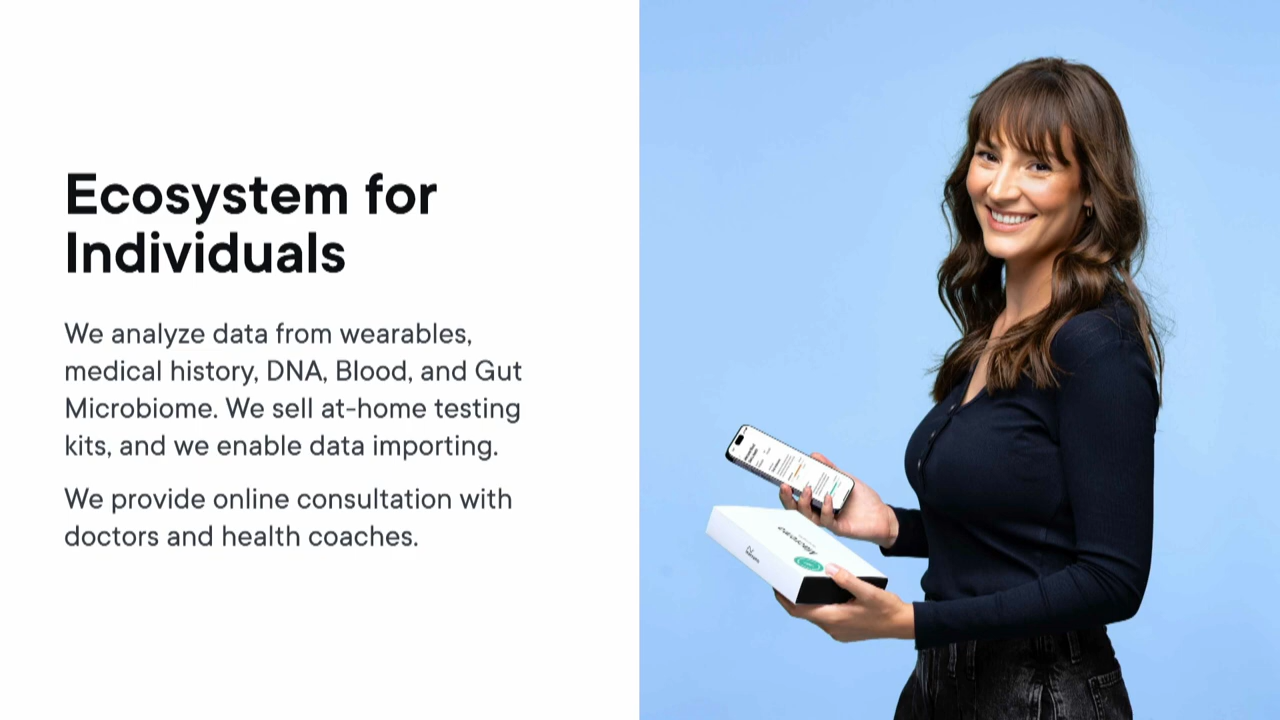 Ecosystem for
Individuals
We analyze data from wearables,
medical history, DNA, Blood, and Gut
Microbiome. We sell at-home testing
kits, and we enable data importing.
We provide online consultation with
doctors and health coaches.